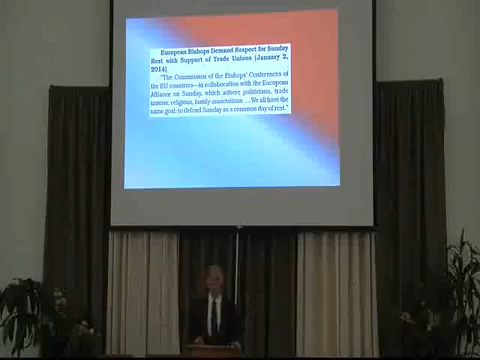 European Bishops Demand Respect for Sunday
Rest with Support of Trade Unions (January 2,
2014)
"The Commission of the Bishops' Conferences of
the EU countries—in collaboration with the European
Alliance on Sunday, which adhere politicians, trade
unions, religious, family associations . . . We all have the
same goal: to defend Sunday as a common day of rest."